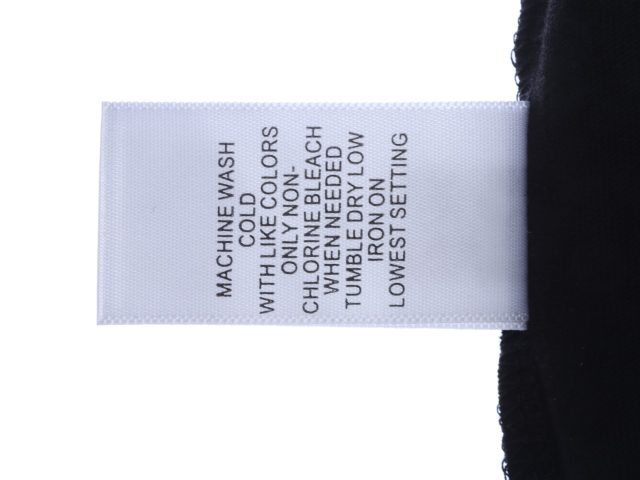 MACHINE WASH
COLD
WITH LIKE COLORS
ONLY NON-
CHLORINE BLEACH
WHEN NEEDED
TUMBLE DRY LOW
IRON ON
LOWEST SETTING